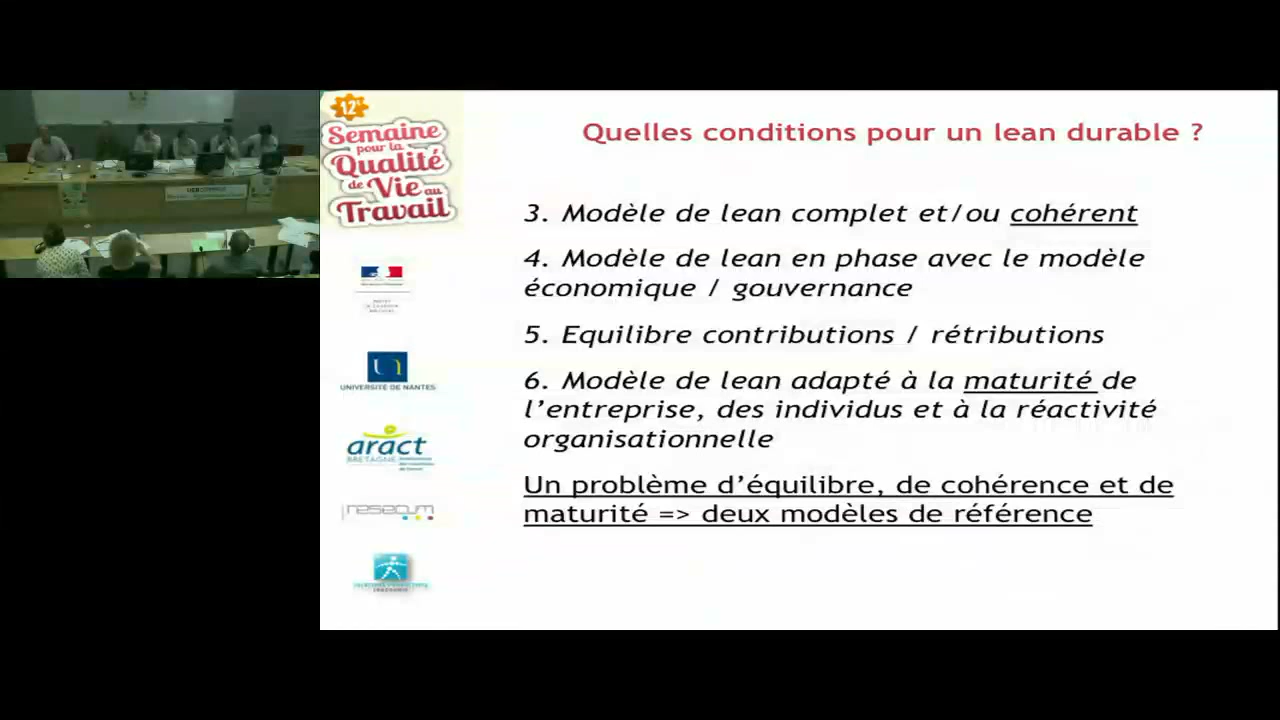 12e
Semaine
pour la
Qualité
de Vie au
Travail
Quelles conditions pour un lean durable ?
3. Modèle de lean complet et/ou cohérent
4. Modèle de lean en phase avec le modèle
économique / gouvernance
5. Equilibre contributions / rétributions
6. Modèle de lean adapté à la maturité de
l’entreprise, des individus et à la réactivité
organisationnelle
Un problème d’équilibre, de cohérence et de
maturité => deux modèles de référence
UNIVERSITÉ DE NANTES
aract
BRETAGNE